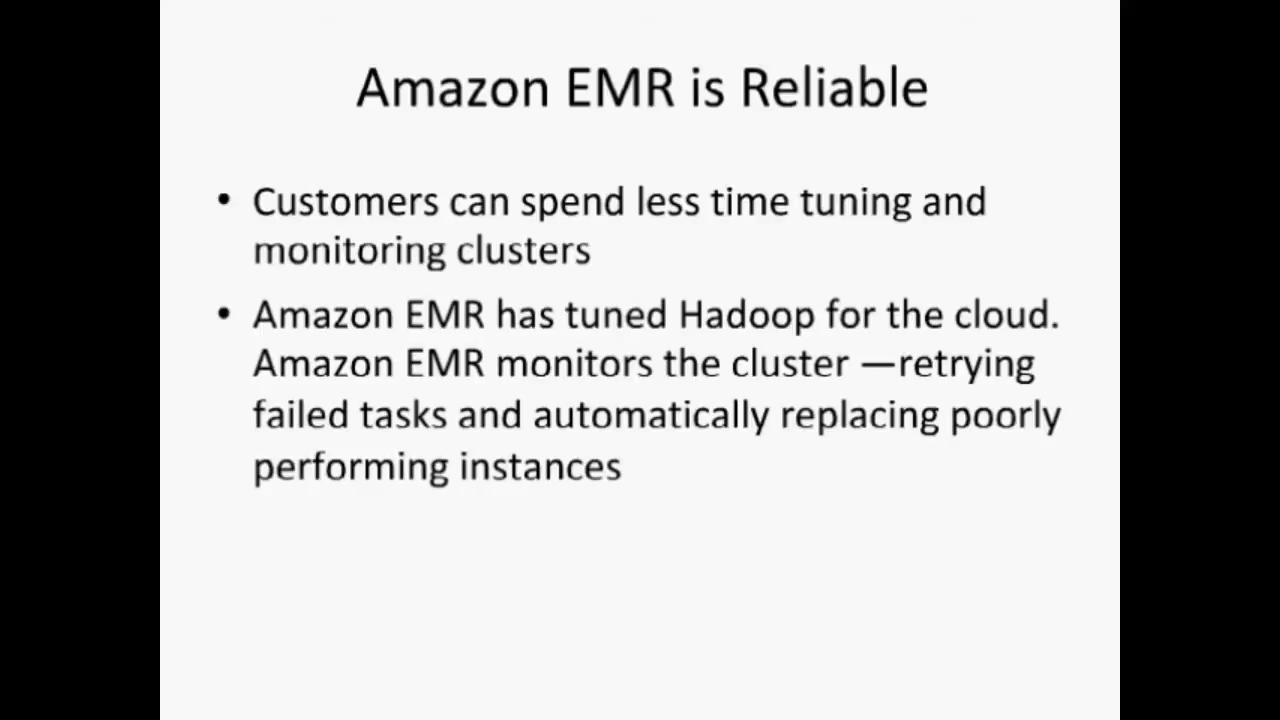 Amazon EMR is Reliable
• Customers can spend less time tuning and
monitoring clusters
• Amazon EMR has tuned Hadoop for the cloud.
Amazon EMR monitors the cluster —retrying
failed tasks and automatically replacing poorly
performing instances